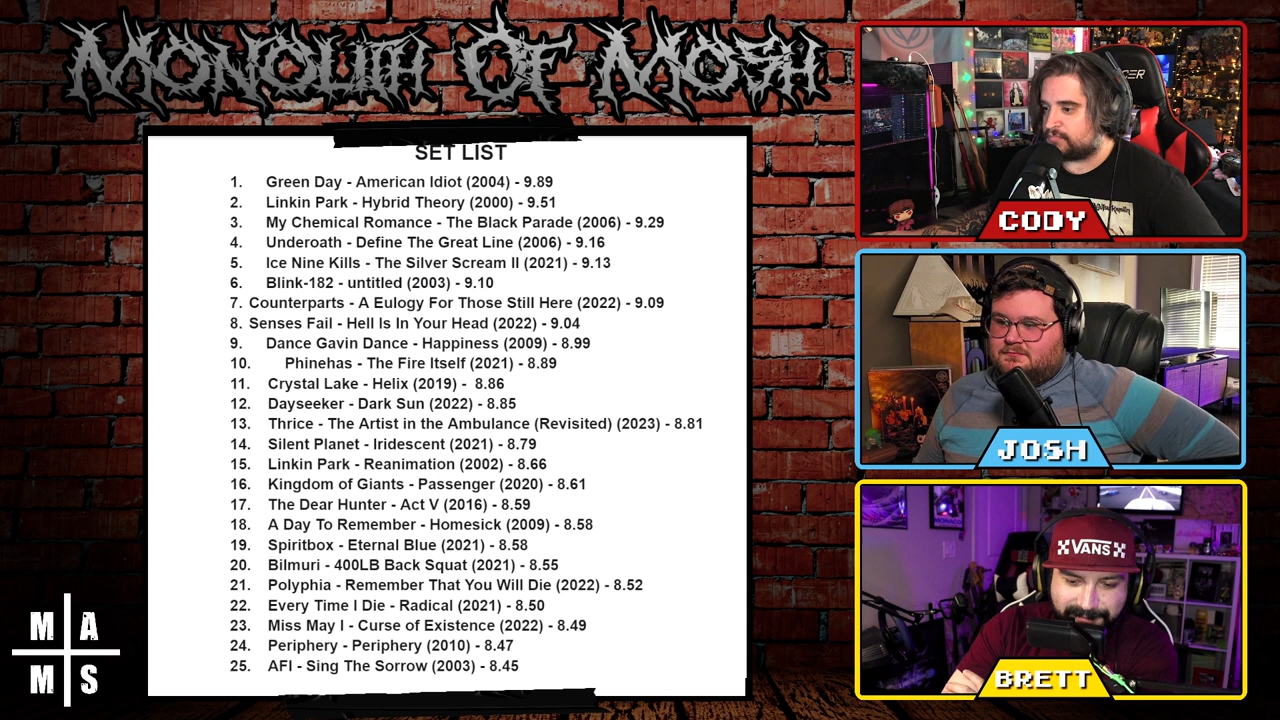 MONOLITH OF MOSH
SET LIST
1. Green Day - American Idiot (2004) - 9.89
2. Linkin Park - Hybrid Theory (2000) - 9.51
3. My Chemical Romance - The Black Parade (2006) - 9.29
4. Underoath - Define The Great Line (2006) - 9.16
5. Ice Nine Kills - The Silver Scream II (2021) - 9.13
6. Blink-182 - untitled (2003) - 9.10
7. Counterparts - A Eulogy For Those Still Here (2022) - 9.09
8. Senses Fail - Hell Is In Your Head (2022) - 9.04
9. Dance Gavin Dance - Happiness (2009) - 8.99
10. Phinehas - The Fire Itself (2021) - 8.89
11. Crystal Lake - Helix (2019) - 8.86
12. Dayseeker - Dark Sun (2022) - 8.85
13. Thrice - The Artist in the Ambulance (Revisited) (2023) - 8.81
14. Silent Planet - Iridescent (2021) - 8.79
15. Linkin Park - Reanimation (2002) - 8.66
16. Kingdom of Giants - Passenger (2020) - 8.61
17. The Dear Hunter - Act V (2016) - 8.59
18. A Day To Remember - Homesick (2009) - 8.58
19. Spiritbox - Eternal Blue (2021) - 8.58
20. Bilmuri - 400LB Back Squat (2021) - 8.55
21. Polyphia - Remember That You Will Die (2022) - 8.52
22. Every Time I Die - Radical (2021) - 8.50
23. Miss May I - Curse of Existence (2022) - 8.49
24. Periphery - Periphery (2010) - 8.47
25. AFI - Sing The Sorrow (2003) - 8.45
M A
M S
CODY
JOSH
MONACO
VANS
BRETT